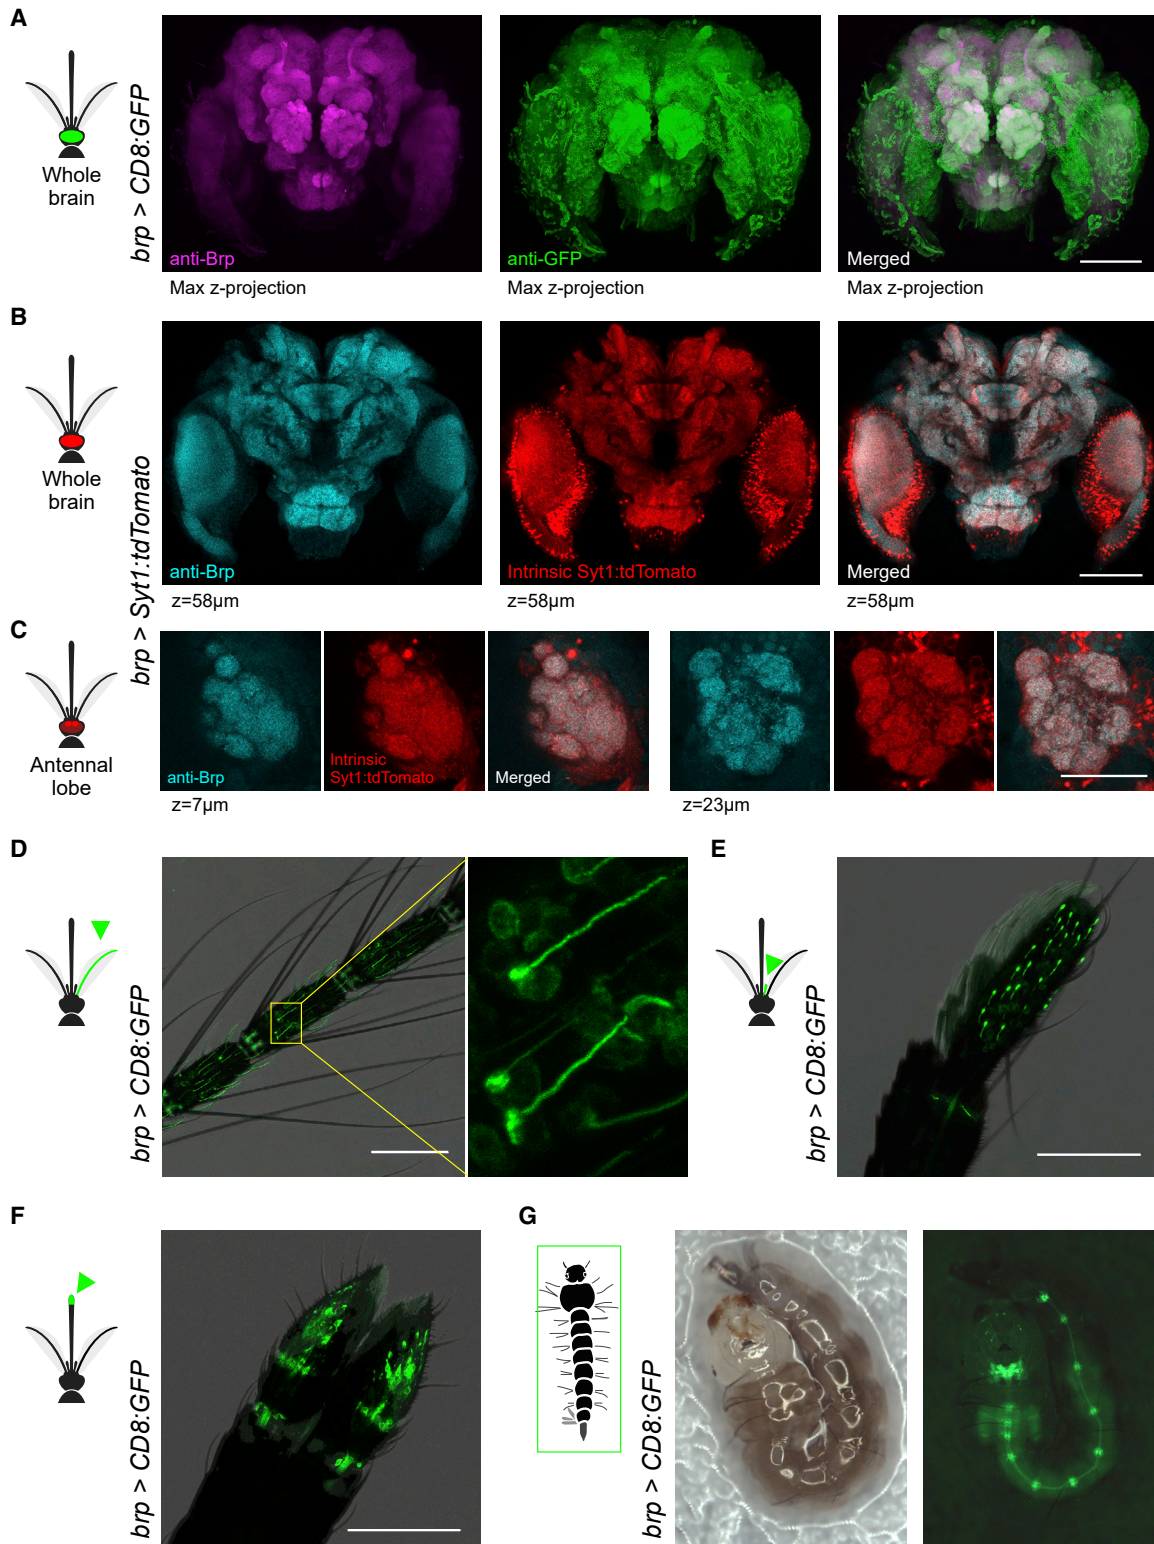 A
Whole
brain
brp > CD8:GFP
anti-Brp
anti-GFP
Merged
Max z-projection
Max z-projection
Max z-projection
B
Whole
brain
brp > Syt1:tdTomato
anti-Brp
Intrinsic Syt1:tdTomato
Merged
z=58µm
z=58µm
z=58µm
C
Antennal
lobe
anti-Brp
Intrinsic
Syt1:tdTomato
Merged
z=7µm
z=23µm
D
brp > CD8:GFP
E
brp > CD8:GFP
F
brp > CD8:GFP
G
brp > CD8:GFP